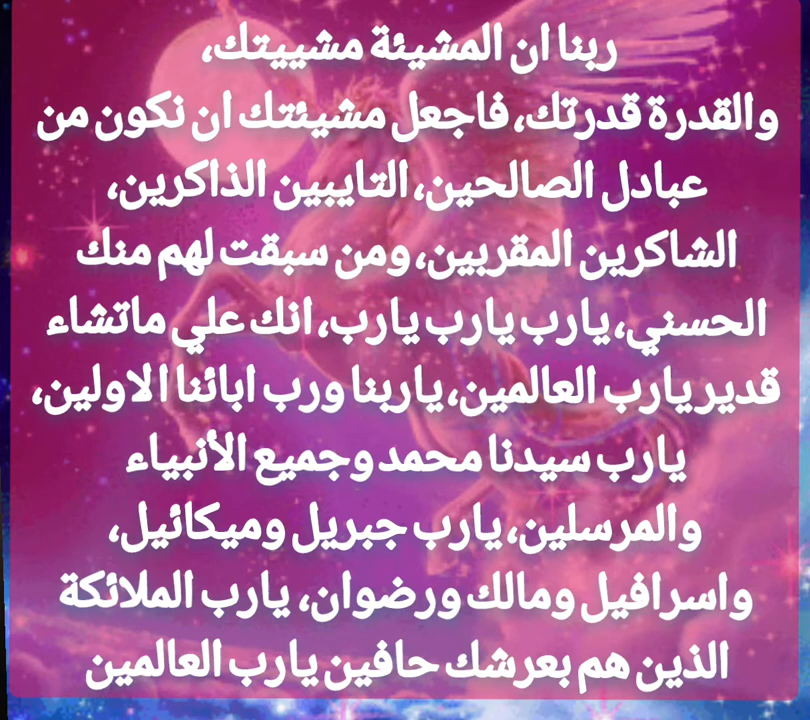 ربنا ان المشيئة مشييتك،
والقدرة قدرتك، فاجعل مشيئتك ان نكون من
عبادل الصالحين، التايبين الذاكرين،
الشاكرين المقربين، ومن سبقت لهم منك
الحسني، يارب يارب يارب، انك علي ماتشاء
قدير يارب العالمين، ياربنا ورب ابائنا الاولين،
يارب سيدنا محمد وجميع الأنبياء
والمرسلين، يارب جبريل وميكائيل،
واسرافيل ومالك ورضوان، يارب الملائكة
الذين هم بعرشك حافين يارب العالمين